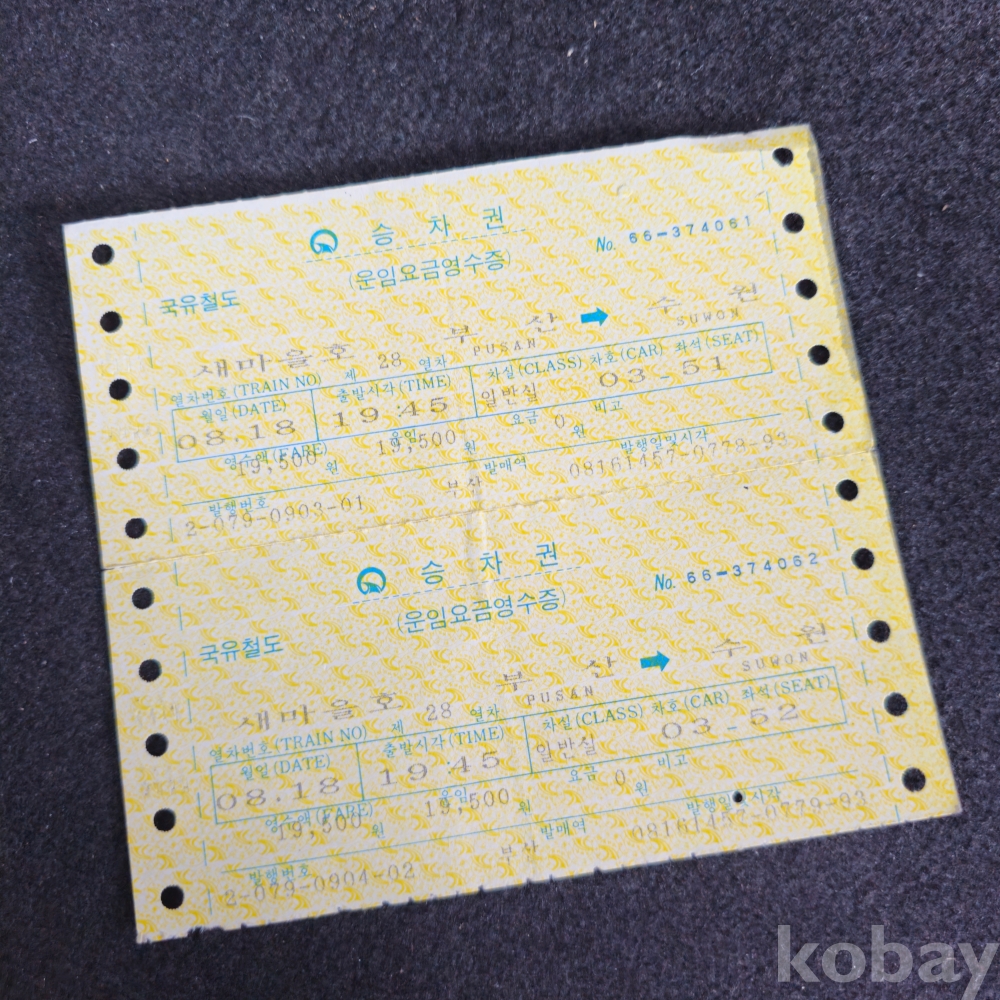 승 차 권
(운임요금영수증)
No. 66-374061
국유철도
부 산 ➡ 수 원
PUSAN SUWON
새마을호 제 28 열차
열차번호(TRAIN NO) 출발시각(TIME) 차실(CLASS) 차호(CAR) 좌석(SEAT)
월일(DATE)
08.18 19:45 일반실 03-51
영수액(FARE) 운임 요금 비고
19,500 원 19,500 원 0 원
발행번호 발매역 발행일및시각
2-079-0903-01 부산 08161457-0779-93
승 차 권
(운임요금영수증)
No. 66-374062
국유철도
부 산 ➡ 수 원
PUSAN SUWON
새마을호 제 28 열차
열차번호(TRAIN NO) 출발시각(TIME) 차실(CLASS) 차호(CAR) 좌석(SEAT)
월일(DATE)
08.18 19:45 일반실 03-52
영수액(FARE) 운임 요금 비고
19,500 원 19,500 원 0 원
발행번호 발매역 발행일및시각
2-079-0904-02 부산 08161457-0779-93
kobay